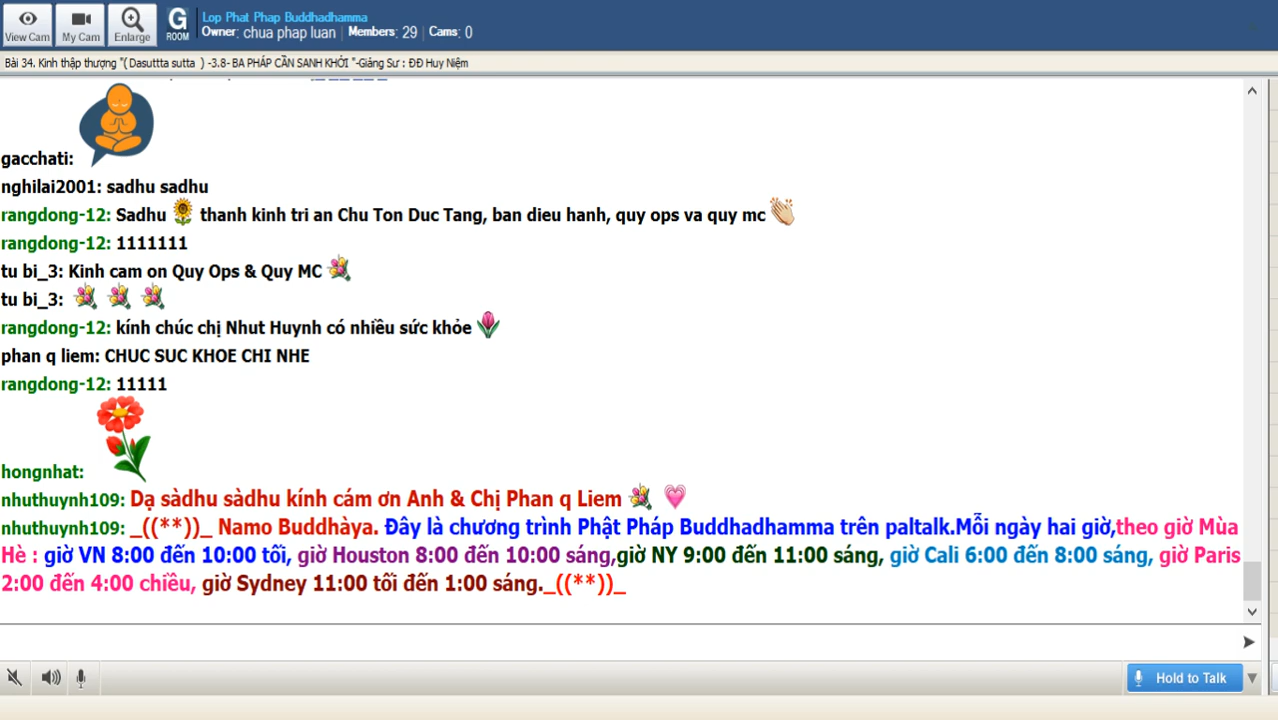 View Cam
My Cam
Enlarge
G
ROOM
Lop Phat Phap Buddhadhamma
Owner: chua phap luan | Members: 29 | Cams: 0
Bài 34. Kinh thập thượng "( Dasuttta sutta ) -3.8- BA PHÁP CẦN SANH KHỞI "-Giảng Sư : ĐĐ Huy Niệm
gacchati:
nghilai2001: sadhu sadhu
rangdong-12: Sadhu thanh kinh tri an Chu Ton Duc Tang, ban dieu hanh, quy ops va quy mc
rangdong-12: 1111111
tu bi_3: Kinh cam on Quy Ops & Quy MC
tu bi_3:
rangdong-12: kính chúc chị Nhut Huynh có nhiều sức khỏe
phan q liem: CHUC SUC KHOE CHI NHE
rangdong-12: 11111
hongnhat:
nhuthuynh109: Dạ sàdhu sàdhu kính cám ơn Anh & Chị Phan q Liem
nhuthuynh109: _((**))_ Namo Buddhàya. Đây là chương trình Phật Pháp Buddhadhamma trên paltalk.Mỗi ngày hai giờ,theo giờ Mùa
Hè : giờ VN 8:00 đến 10:00 tối, giờ Houston 8:00 đến 10:00 sáng,giờ NY 9:00 đến 11:00 sáng, giờ Cali 6:00 đến 8:00 sáng, giờ Paris
2:00 đến 4:00 chiều, giờ Sydney 11:00 tối đến 1:00 sáng._((**))_
Hold to Talk